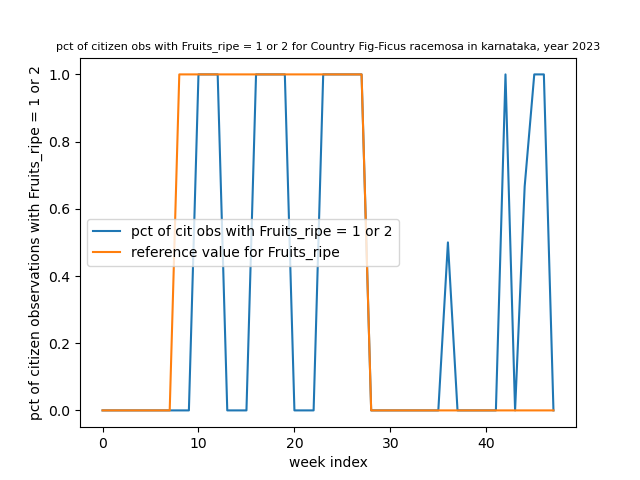 pct of citizen obs with Fruits_ripe = 1 or 2 for Country Fig-Ficus racemosa in karnataka, year 2023
pct of citizen observations with Fruits_ripe = 1 or 2
1.0
0.8
0.6
0.4
0.2
0.0
pct of cit obs with Fruits_ripe = 1 or 2
reference value for Fruits_ripe
0
10
20
30
40
week index